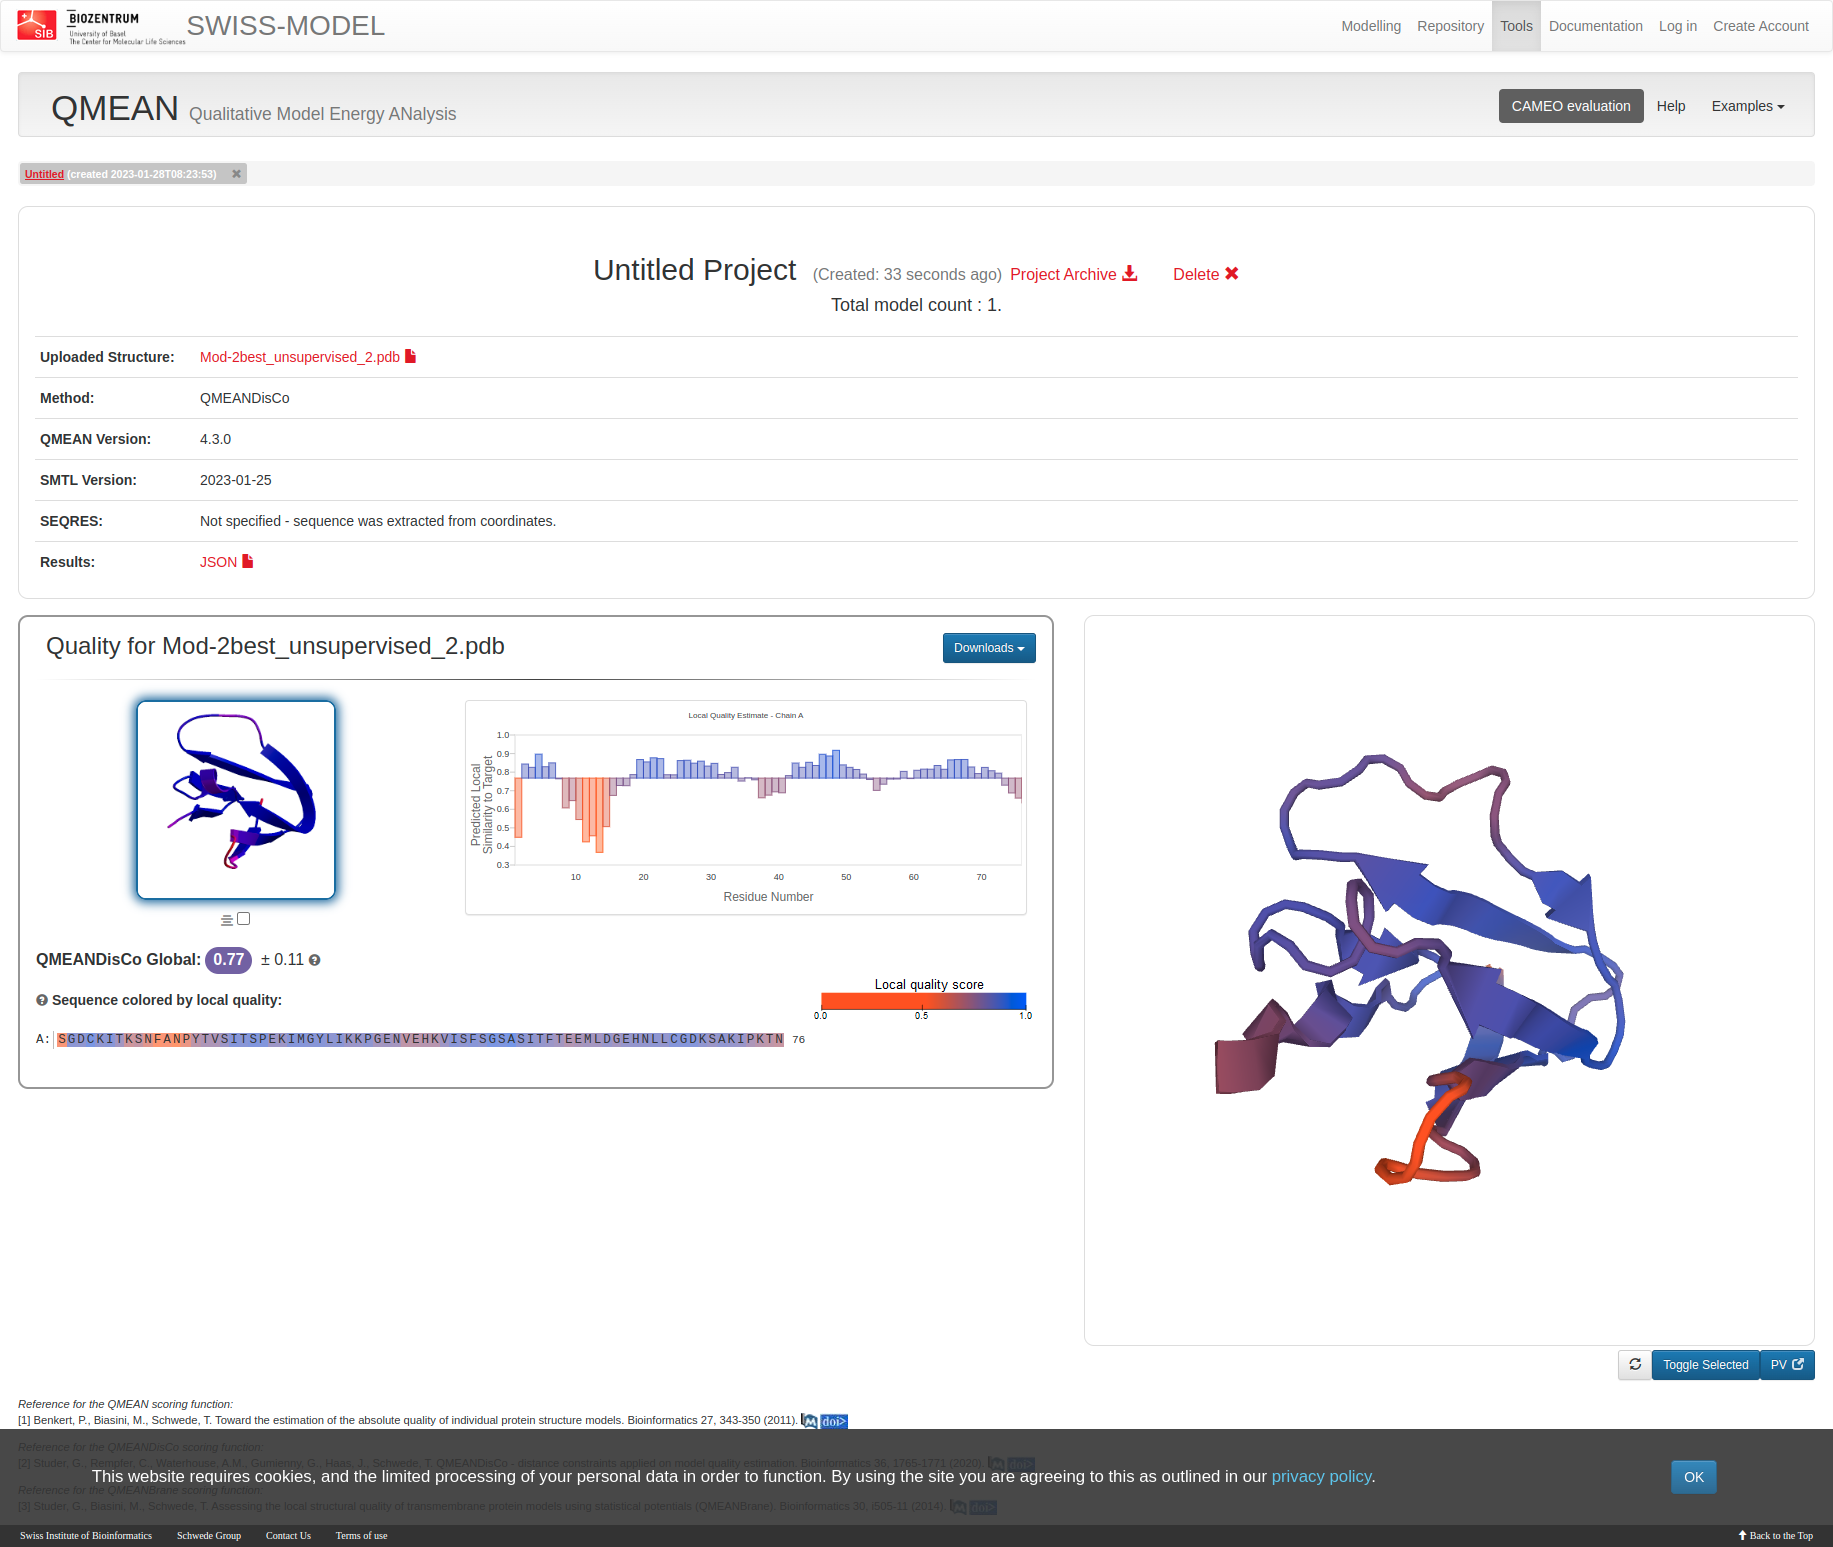 SIB
BIOZENTRUM
University of Basel
The Center for Molecular Life Sciences
SWISS-MODEL
Modelling Repository Tools Documentation Log in Create Account
QMEAN Qualitative Model Energy ANalysis
CAMEO evaluation Help Examples
Untitled (created 2023-01-28T08:23:53)
Untitled Project (Created: 33 seconds ago) Project Archive Delete
Total model count : 1.
Uploaded Structure: Mod-2best_unsupervised_2.pdb
Method: QMEANDisCo
QMEAN Version: 4.3.0
SMTL Version: 2023-01-25
SEQRES: Not specified - sequence was extracted from coordinates.
Results: JSON
Quality for Mod-2best_unsupervised_2.pdb
Downloads
Local Quality Estimate - Chain A
Predicted Local
Similarity to Target
1.0
0.9
0.8
0.7
0.6
0.5
0.4
0.3
10 20 30 40 50 60 70
Residue Number
QMEANDisCo Global: 0.77 ± 0.11
Sequence colored by local quality:
Local quality score
0.0 0.5 1.0
A: SGDCKITKSNFANPYTVSITSPEKIMGYLIKKPGENVEHKVISFSGSASITFTEEMLDGEHNLLCGDKSAKIPKTN 76
Toggle Selected PV
Reference for the QMEAN scoring function:
[1] Benkert, P., Biasini, M., Schwede, T. Toward the estimation of the absolute quality of individual protein structure models. Bioinformatics 27, 343-350 (2011). doi>
Reference for the QMEANDisCo scoring function:
[2] Studer, G., Rempfer, C., Waterhouse, A.M., Gumienny, G., Haas, J., Schwede, T. QMEANDisCo - distance constraints applied on model quality estimation. Bioinformatics 36, 1765-1771 (2020). doi>
This website requires cookies, and the limited processing of your personal data in order to function. By using the site you are agreeing to this as outlined in our privacy policy.
OK
Reference for the QMEANBrane scoring function:
[3] Studer, G., Biasini, M., Schwede, T. Assessing the local structural quality of transmembrane protein models using statistical potentials (QMEANBrane). Bioinformatics 30, i505-11 (2014). doi>
Swiss Institute of Bioinformatics Schwede Group Contact Us Terms of use
Back to the Top